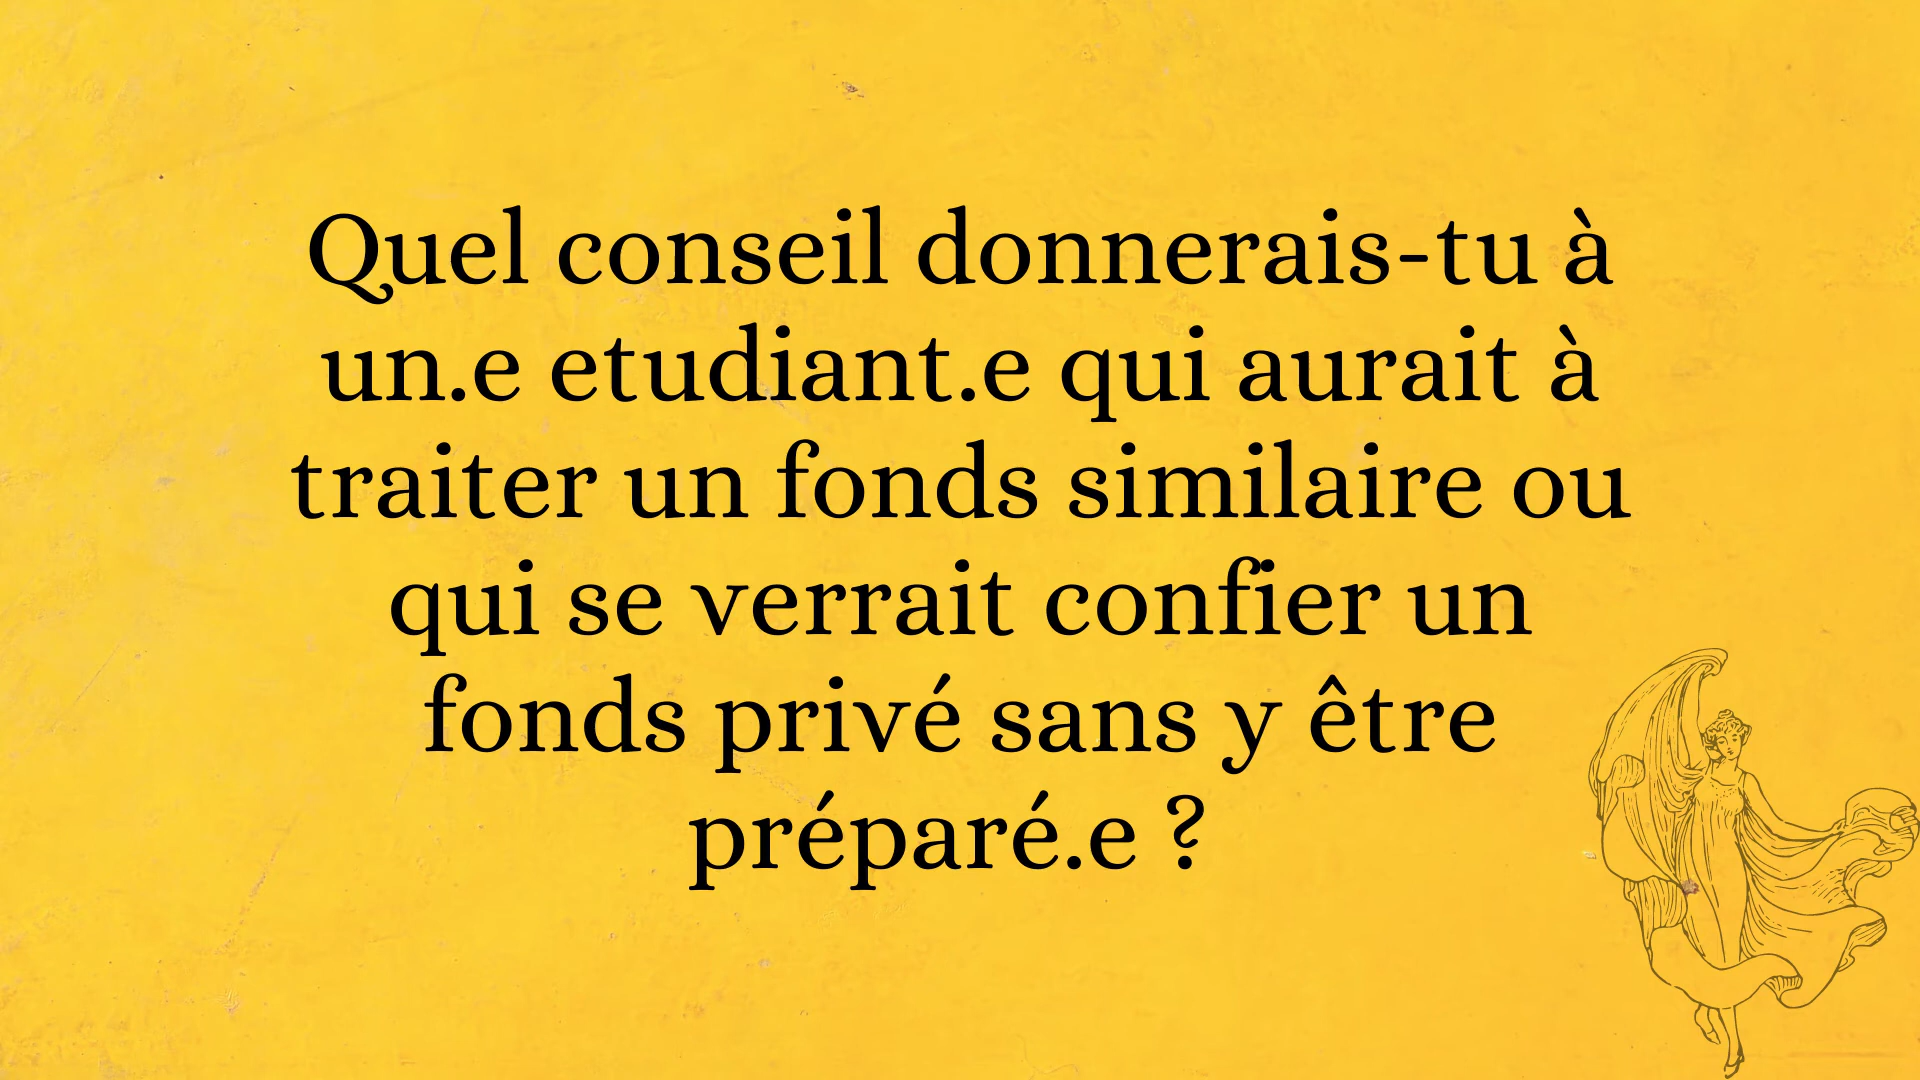 Quel conseil donnerais-tu à
un.e etudiant.e qui aurait à
traiter un fonds similaire ou
qui se verrait confier un
fonds privé sans y être
préparé.e ?